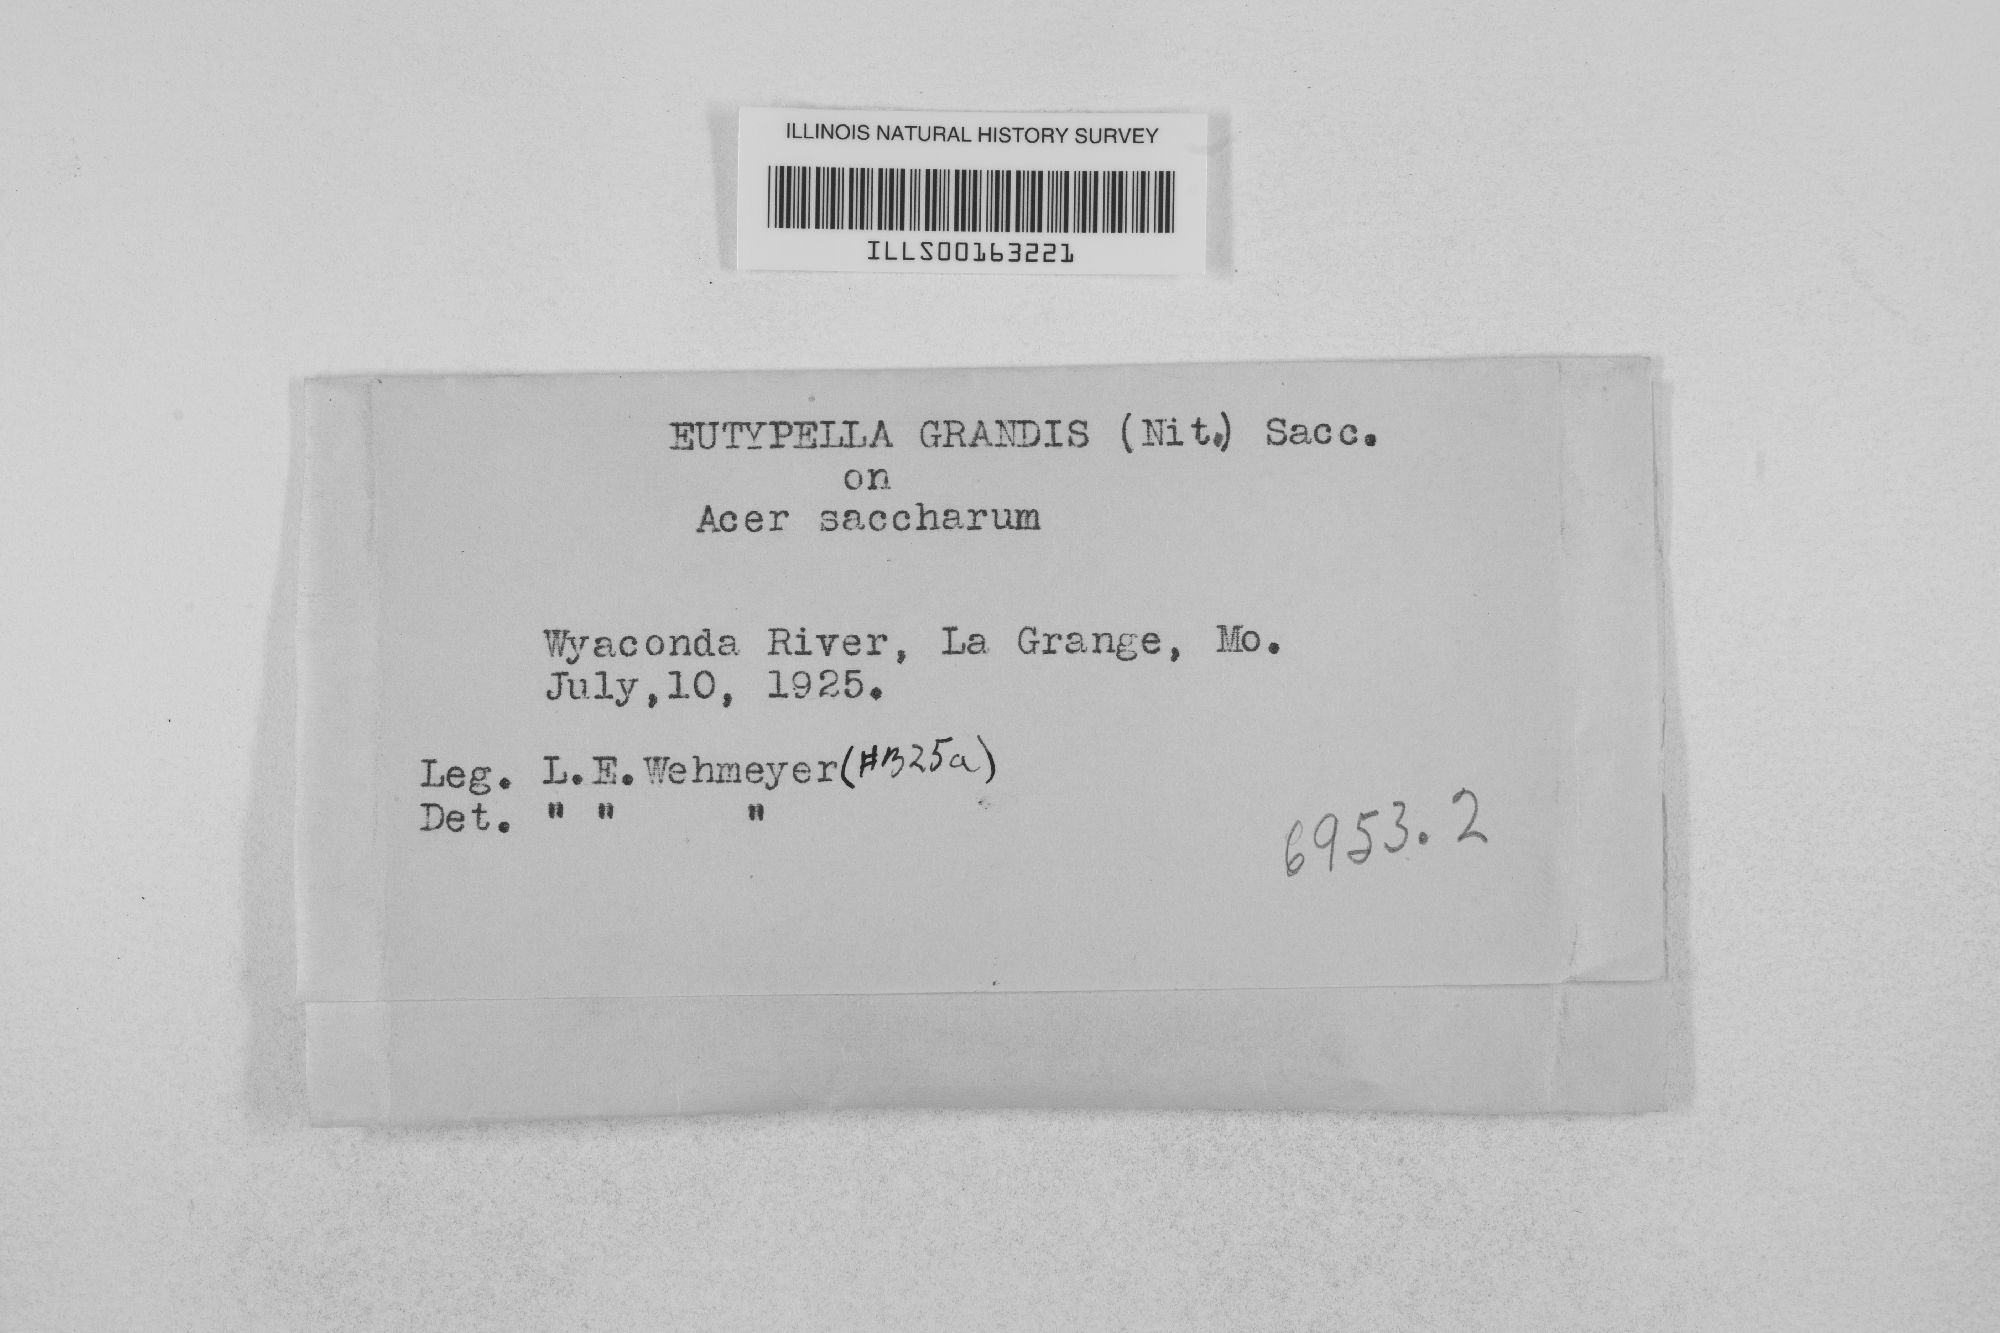 ILLINOIS NATURAL HISTORY SURVEY
ILLS00163221
EUTYPELLA GRANDIS (Nit.) Sacc.
on
Acer saccharum
Wyaconda River, La Grange, Mo.
July,10, 1925.
Leg. L.E.Wehmeyer(#B25a)
Det. " " "
6953.2